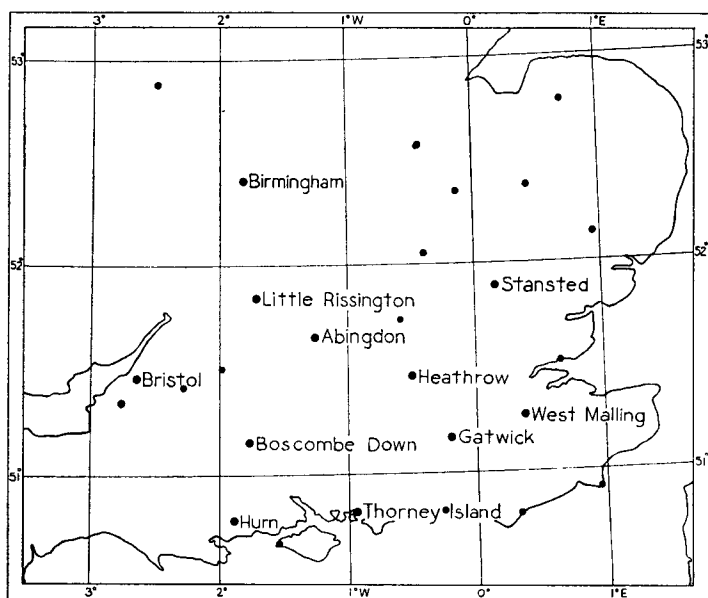 3° 2° 1°W 0° 1°E
53° 53°
Birmingham
52° 52°
Stansted
Little Rissington
Abingdon
Bristol Heathrow
West Malling
Gatwick
Boscombe Down
51° 51°
Thorney Island
Hurn
3° 2° 1°W 0° 1°E